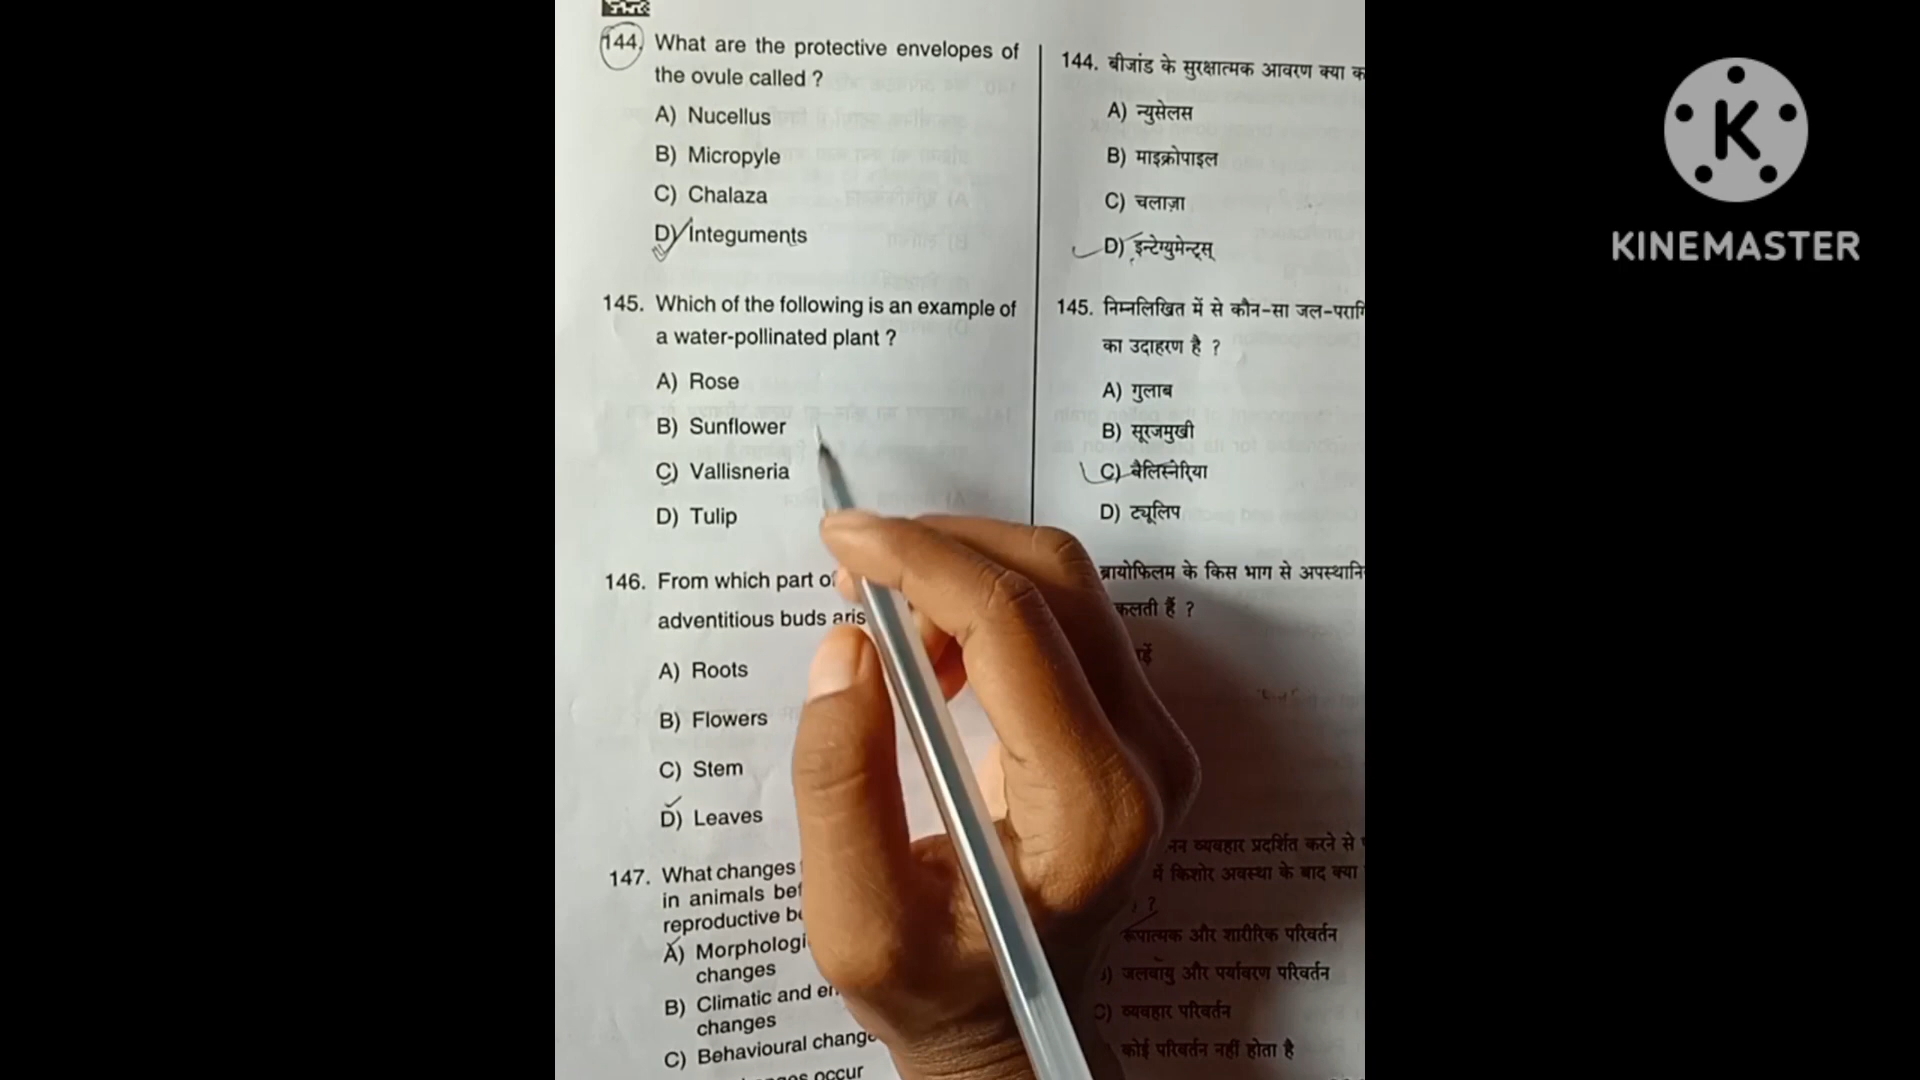 144. What are the protective envelopes of
the ovule called ?
A) Nucellus
B) Micropyle
C) Chalaza
D) Integuments
145. Which of the following is an example of
a water-pollinated plant ?
A) Rose
B) Sunflower
C) Vallisneria
D) Tulip
146. From which part of
adventitious buds aris
A) Roots
B) Flowers
C) Stem
D) Leaves
147. What changes
in animals bef
reproductive be
A) Morphologi
changes
B) Climatic and en
changes
C) Behavioural change
occur
144. बीजांड के सुरक्षात्मक आवरण क्या क
A) न्युसेलस
B) माइक्रोपाइल
C) चलाज़ा
D) इन्टेग्युमेन्ट्स्
145. निम्नलिखित में से कौन-सा जल-परागि
का उदाहरण है ?
A) गुलाब
B) सूरजमुखी
C) वैलिस्नेरिया
D) ट्यूलिप
ब्रायोफिलम के किस भाग से अपस्थानि
कलती हैं ?
ड़ें
नन व्यवहार प्रदर्शित करने से
में किशोर अवस्था के बाद क्या
?
रूपात्मक और शारीरिक परिवर्तन
) जलवायु और पर्यावरण परिवर्तन
C) व्यवहार परिवर्तन
कोई परिवर्तन नहीं होता है
K
KINEMASTER